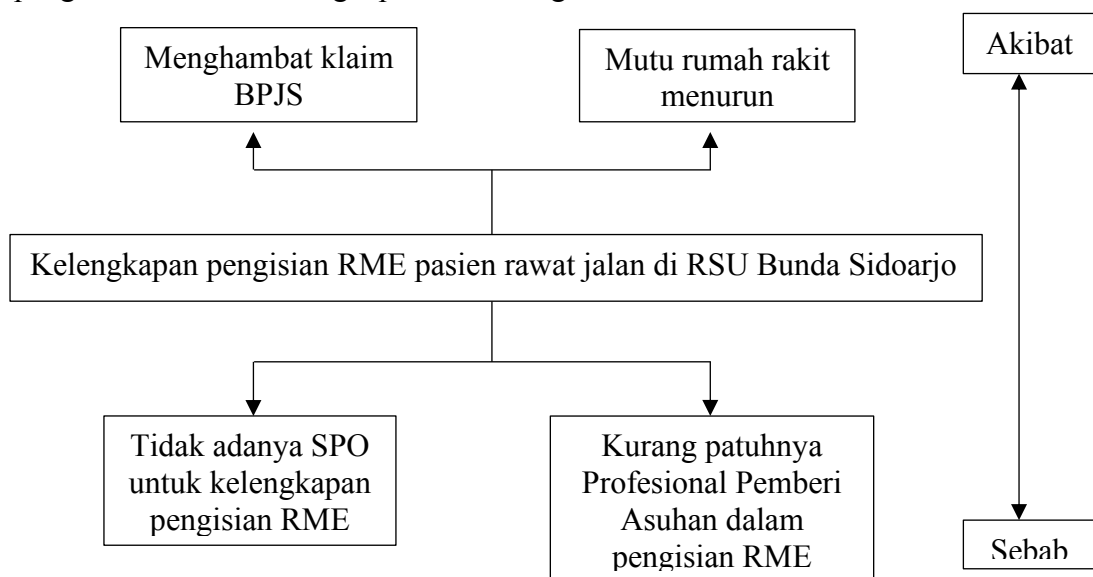 Menghambat klaim
BPJS
Mutu rumah rakit
menurun
Akibat
Kelengkapan pengisian RME pasien rawat jalan di RSU Bunda Sidoarjo
Tidak adanya SPO
untuk kelengkapan
pengisian RME
Kurang patuhnya
Profesional Pemberi
Asuhan dalam
pengisian RME
Sebab